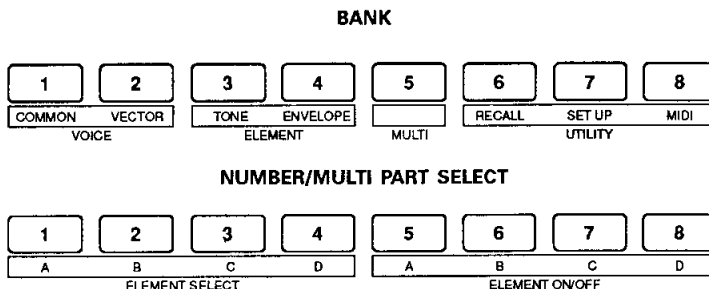 BANK
1 2 3 4 5 6 7 8
COMMON VECTOR TONE ENVELOPE RECALL SET UP MIDI
VOICE ELEMENT MULTI UTILITY
NUMBER/MULTI PART SELECT
1 2 3 4 5 6 7 8
A B C D A B C D
ELEMENT SELECT ELEMENT ON/OFF